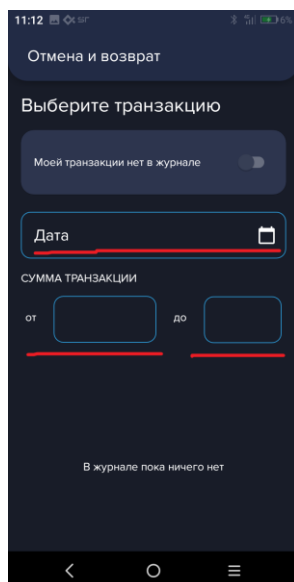 11:12
Отмена и возврат
Выберите транзакцию
Моей транзакции нет в журнале
Дата
СУММА ТРАНЗАКЦИИ
от до
В журнале пока ничего нет